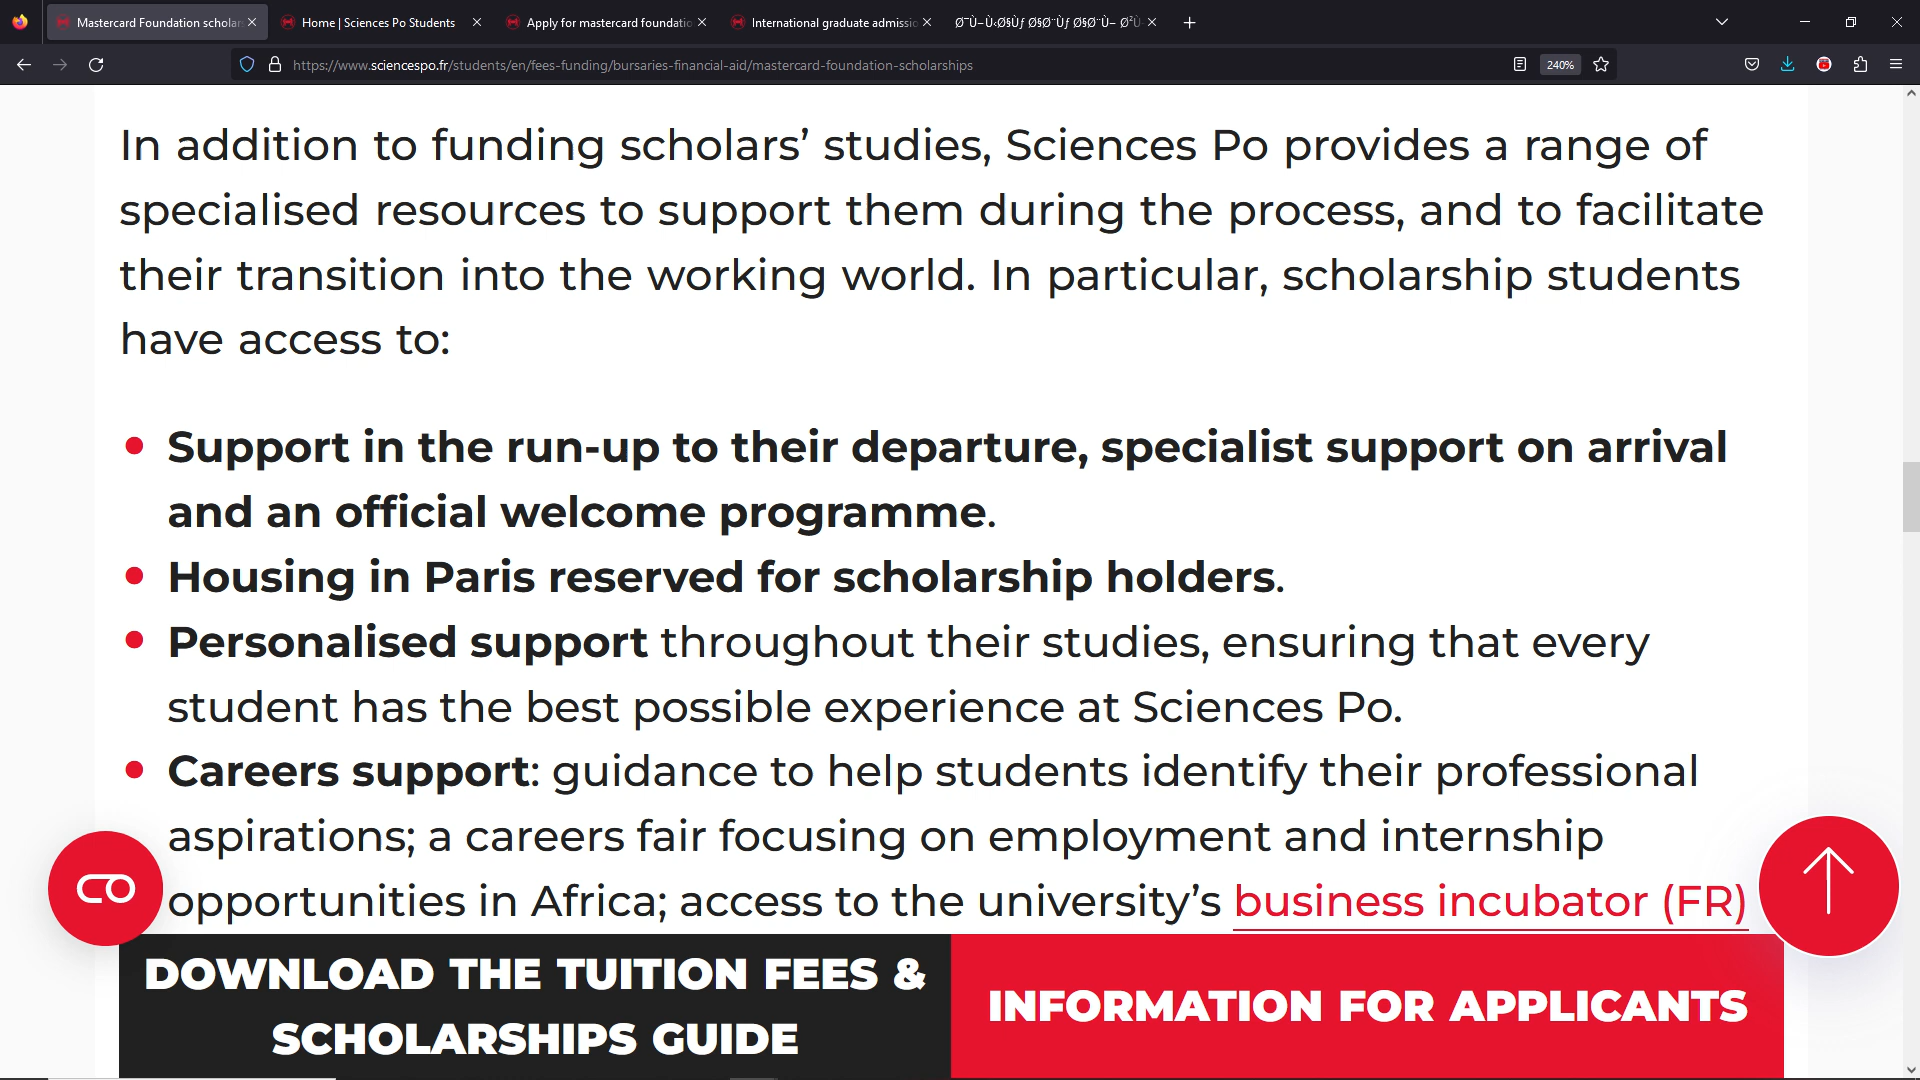 Mastercard Foundation scholar
Home | Sciences Po Students
Apply for mastercard foundatio
International graduate admissio
https://www.sciencespo.fr/students/en/fees-funding/bursaries-financial-aid/mastercard-foundation-scholarships
240%
In addition to funding scholars’ studies, Sciences Po provides a range of
specialised resources to support them during the process, and to facilitate
their transition into the working world. In particular, scholarship students
have access to:
Support in the run-up to their departure, specialist support on arrival
and an official welcome programme.
Housing in Paris reserved for scholarship holders.
Personalised support throughout their studies, ensuring that every
student has the best possible experience at Sciences Po.
Careers support: guidance to help students identify their professional
aspirations; a careers fair focusing on employment and internship
opportunities in Africa; access to the university’s business incubator (FR)
DOWNLOAD THE TUITION FEES &
SCHOLARSHIPS GUIDE
INFORMATION FOR APPLICANTS